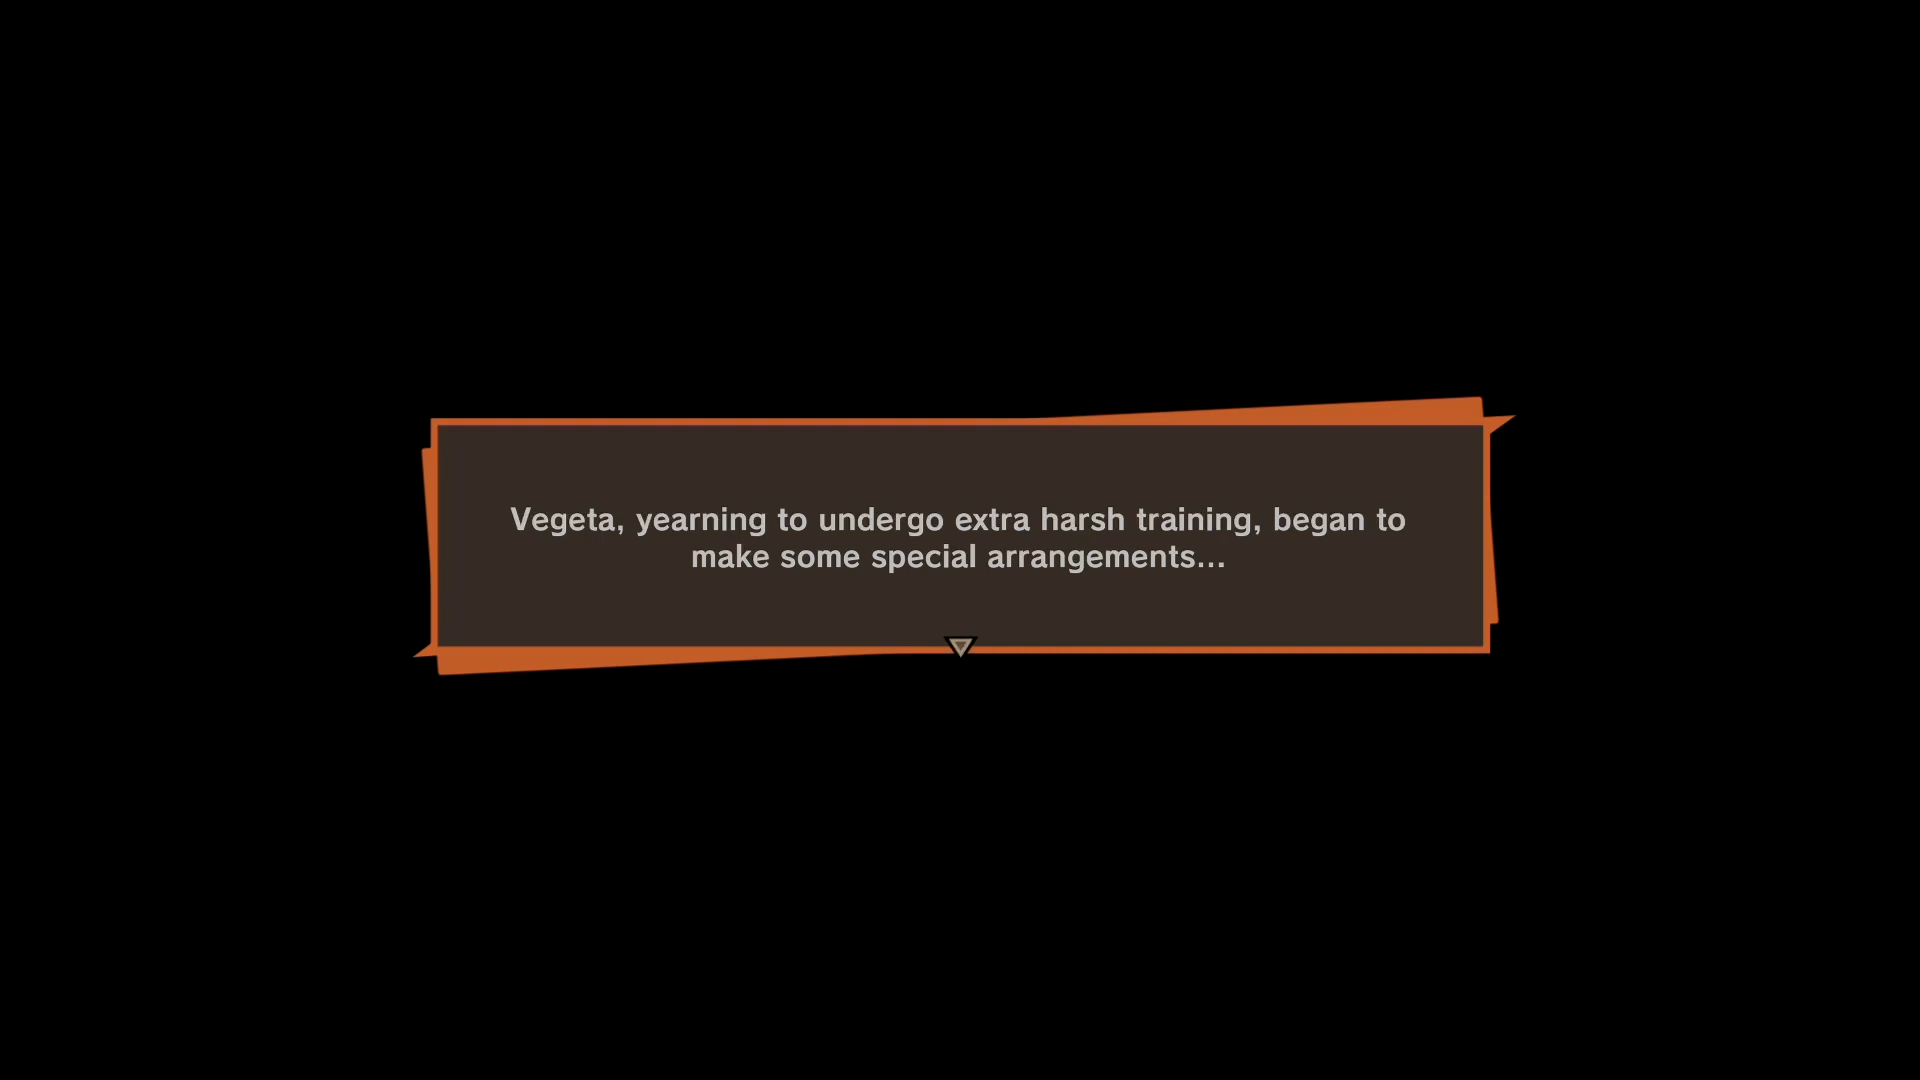 Vegeta, yearning to undergo extra harsh training, began to
make some special arrangements...